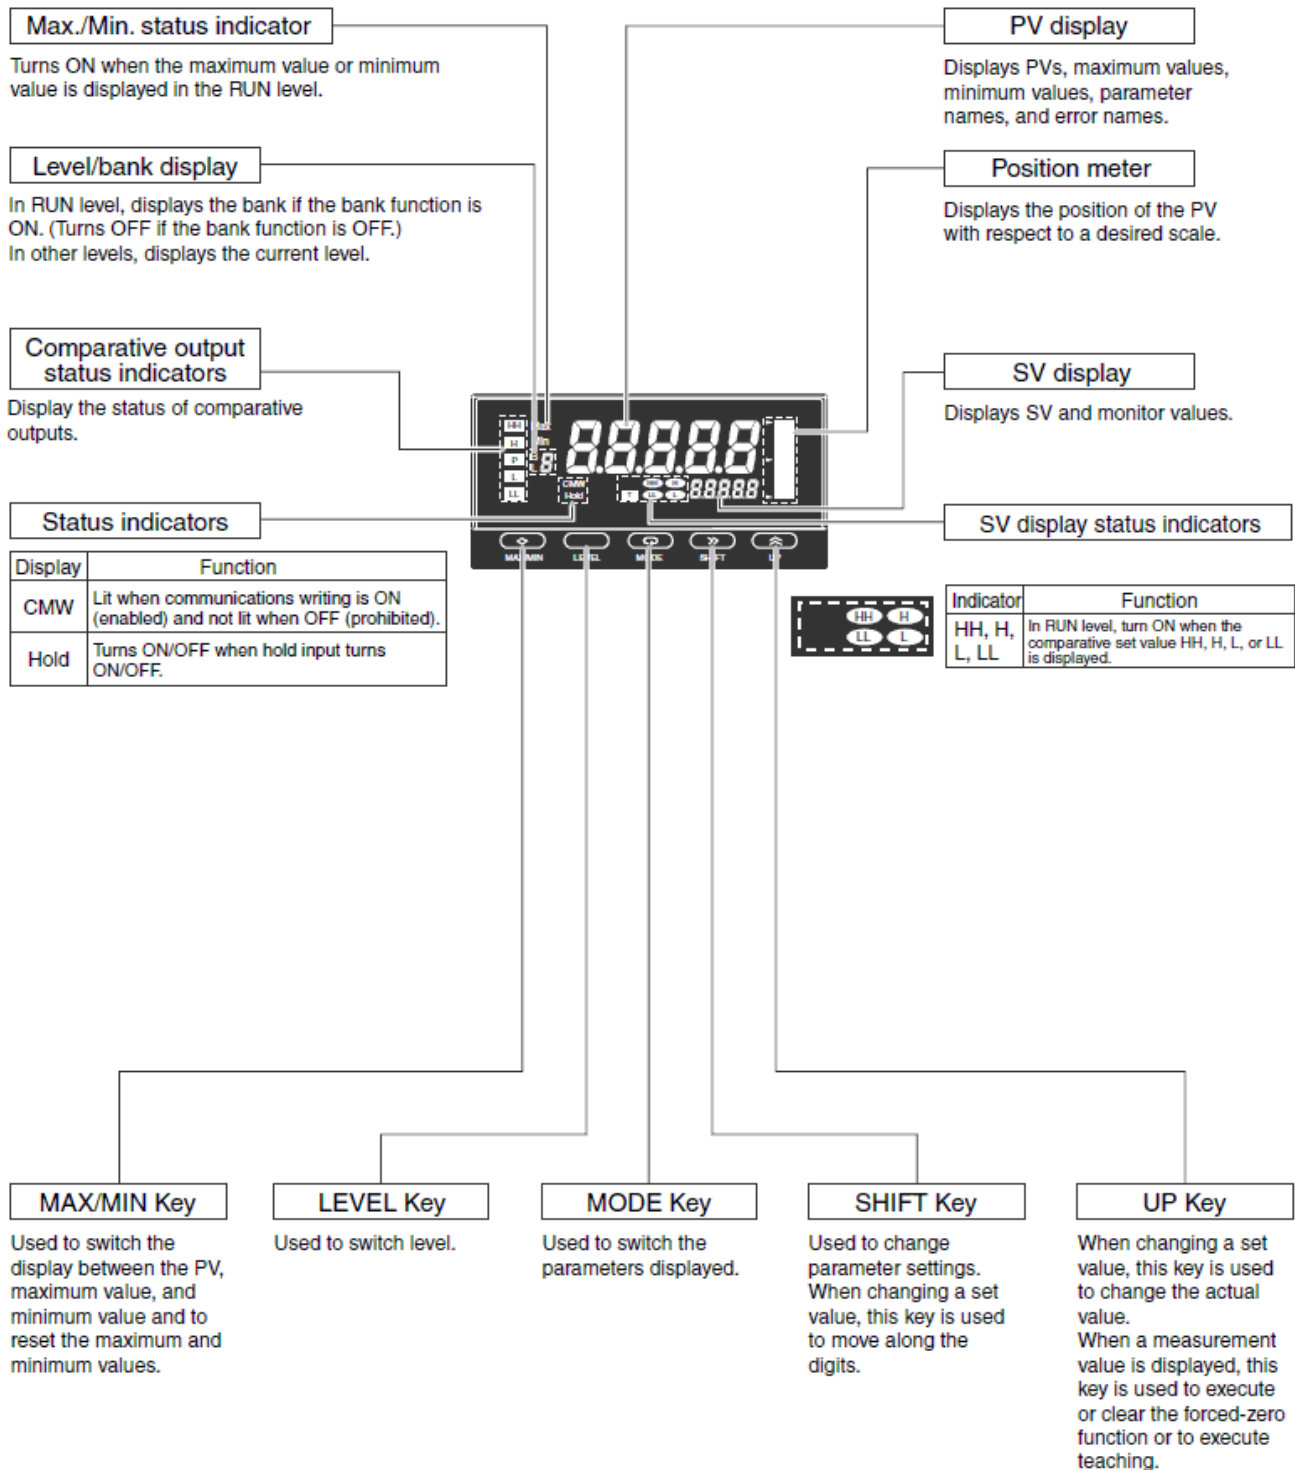 Max./Min. status indicator
Turns ON when the maximum value or minimum
value is displayed in the RUN level.
PV display
Displays PVs, maximum values,
minimum values, parameter
names, and error names.
Level/bank display
In RUN level, displays the bank if the bank function is
ON. (Turns OFF if the bank function is OFF.)
In other levels, displays the current level.
Position meter
Displays the position of the PV
with respect to a desired scale.
Comparative output
status indicators
Display the status of comparative
outputs.
SV display
Displays SV and monitor values.
HH
H
P
L
LL
Max
Min
CMW
Hold
T
HH H
LL L
MAX/MIN
LEVEL
MODE
SHIFT
UP
Status indicators
Display Function
CMW Lit when communications writing is ON
(enabled) and not lit when OFF (prohibited).
Hold Turns ON/OFF when hold input turns
ON/OFF.
SV display status indicators
HH H
LL L
Indicator Function
HH, H,
L, LL
In RUN level, turn ON when the
comparative set value HH, H, L, or LL
is displayed.
MAX/MIN Key
Used to switch the
display between the PV,
maximum value, and
minimum value and to
reset the maximum and
minimum values.
LEVEL Key
Used to switch level.
MODE Key
Used to switch the
parameters displayed.
SHIFT Key
Used to change
parameter settings.
When changing a set
value, this key is used
to move along the
digits.
UP Key
When changing a set
value, this key is used
to change the actual
value.
When a measurement
value is displayed, this
key is used to execute
or clear the forced-zero
function or to execute
teaching.